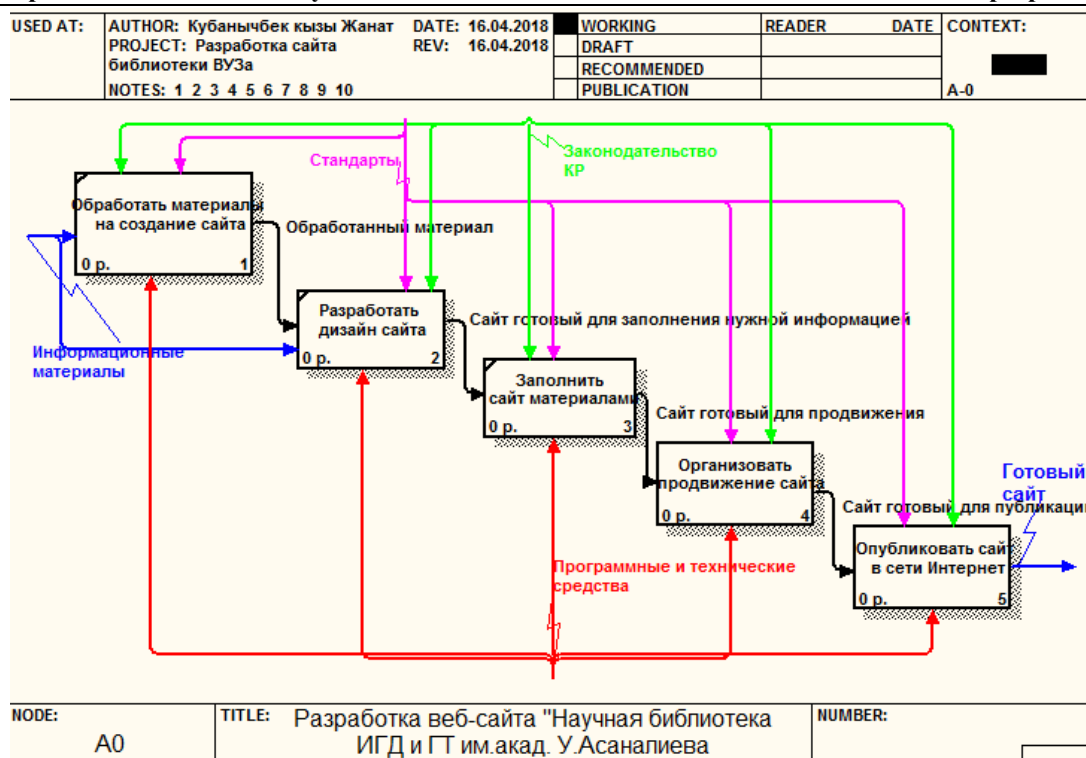 USED AT:
AUTHOR: Кубанычбек кызы Жанат DATE: 16.04.2018
PROJECT: Разработка сайта REV: 16.04.2018
библиотеки ВУЗа
NOTES: 1 2 3 4 5 6 7 8 9 10
WORKING
DRAFT
RECOMMENDED
PUBLICATION
READER DATE
CONTEXT:
A-0
Стандарты
Законодательство
КР
Обработать материалы
на создание сайта
0 р. 1
Обработанный материал
Информационные
материалы
Разработать
дизайн сайта
0 р. 2
Сайт готовый для заполнения нужной информацией
Заполнить
сайт материалами
0 р. 3
Сайт готовый для продвижения
Организовать
продвижение сайта
0 р. 4
Готовый
сайт
Сайт готовый для публикаци
Опубликовать сайт
в сети Интернет
0 р. 5
Программные и технические
средства
NODE:
A0
TITLE: Разработка веб-сайта "Научная библиотека
ИГД и ГТ им.акад. У.Асаналиева
NUMBER: